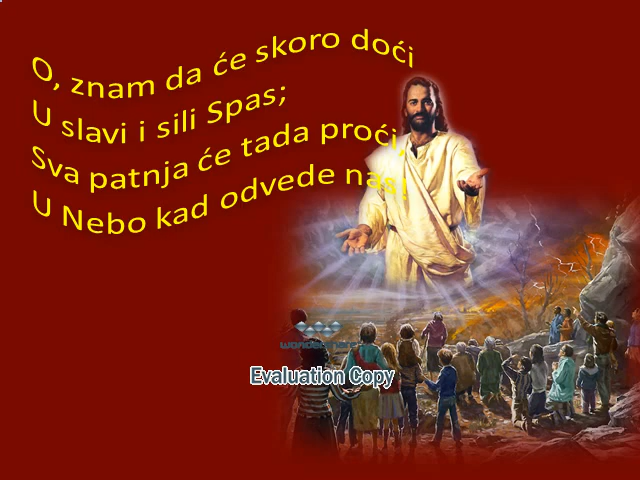 O, znam da će skoro doći
U slavi i sili Spas;
Sva patnja će tada proći,
U Nebo kad odvede nas!
Evaluation Copy